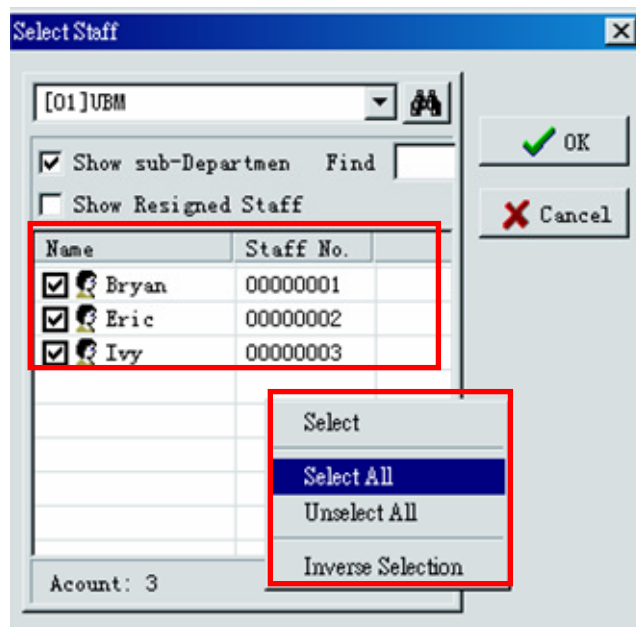 Select Staff
[01]UBM
OK
Show sub-Departmen Find
Show Resigned Staff
Cancel
Name Staff No.
Bryan 00000001
Eric 00000002
Ivy 00000003
Select
Select All
Unselect All
Inverse Selection
Acount: 3